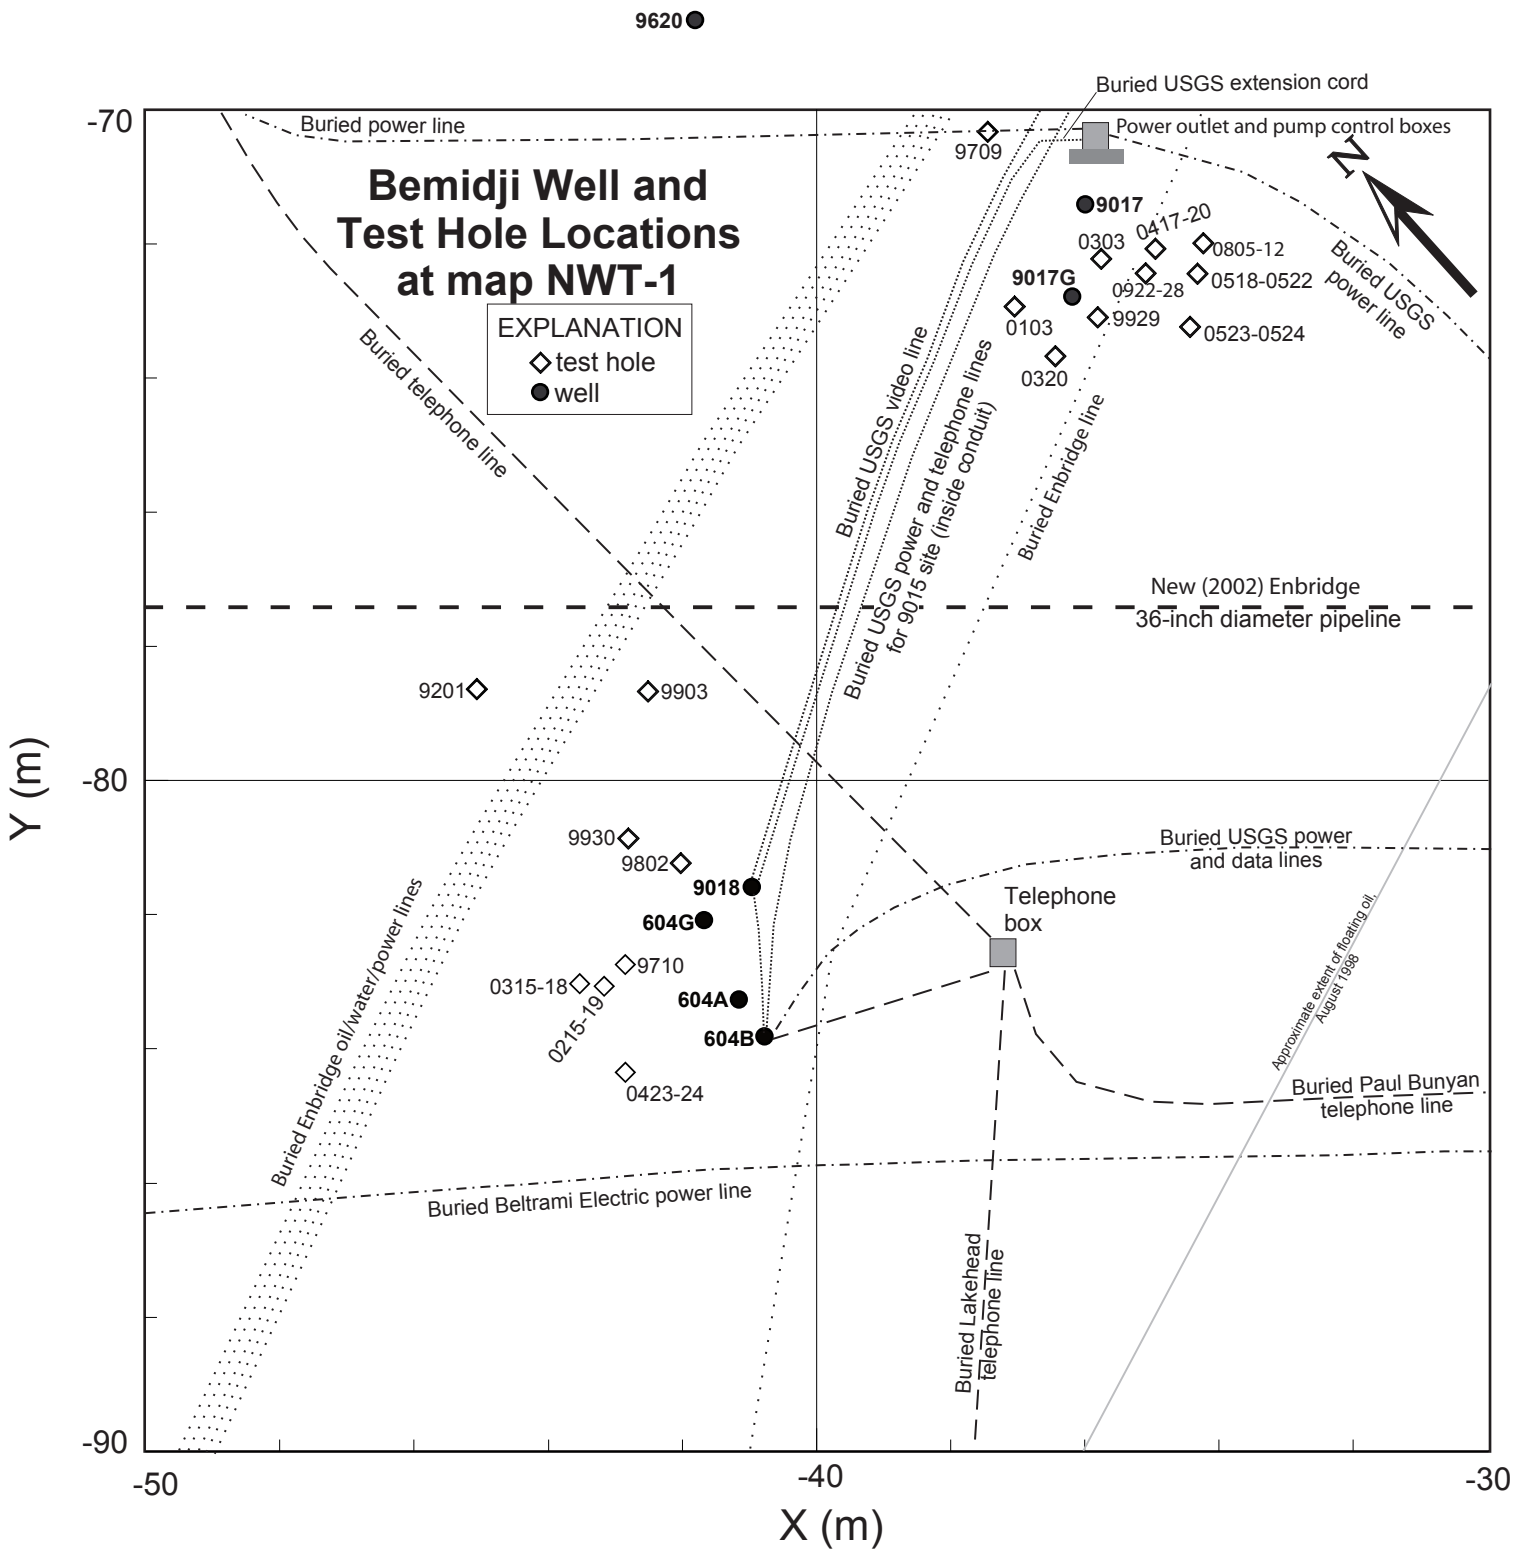 9620
Buried USGS extension cord
-70
Buried power line
9709
Power outlet and pump control boxes
N
Bemidji Well and
Test Hole Locations
at map NWT-1
EXPLANATION
test hole
well
9017
0417-20
0303
0805-12
9017G
0922-28
0518-0522
0103
9929
0523-0524
0320
Buried USGS
power line
Buried telephone line
Buried USGS video line
Buried USGS power and telephone lines
for 9015 site (inside conduit)
Buried Enbridge line
New (2002) Enbridge
36-inch diameter pipeline
9201
9903
Y (m)
-80
9930
9802
9018
604G
9710
0315-18
0215-19
604A
604B
0423-24
Buried USGS power
and data lines
Telephone
box
Approximate extent of floating oil,
August 1998
Buried Paul Bunyan
telephone line
Buried Enbridge oil/water/power lines
Buried Beltrami Electric power line
Buried Lakehead
telephone line
-90
-50
-40
-30
X (m)